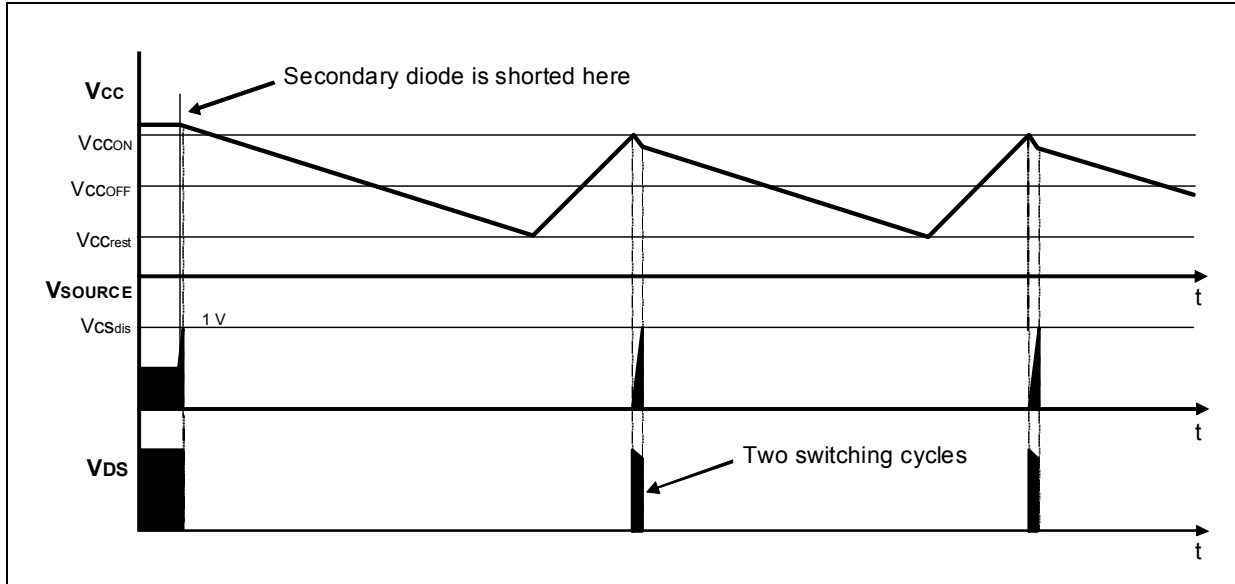 Secondary diode is shorted here
Vcc
VccON
VccOFF
Vccrest
t
VSOURCE
VCSdis
1 V
t
VDS
Two switching cycles
t